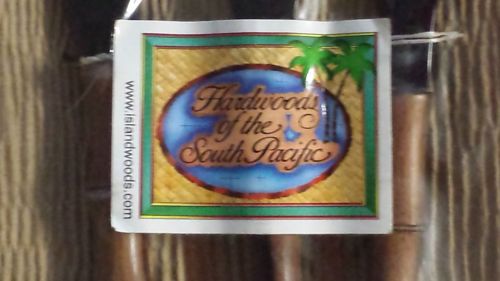 Hardwoods
of the
South Pacific
www.islandwoods.com